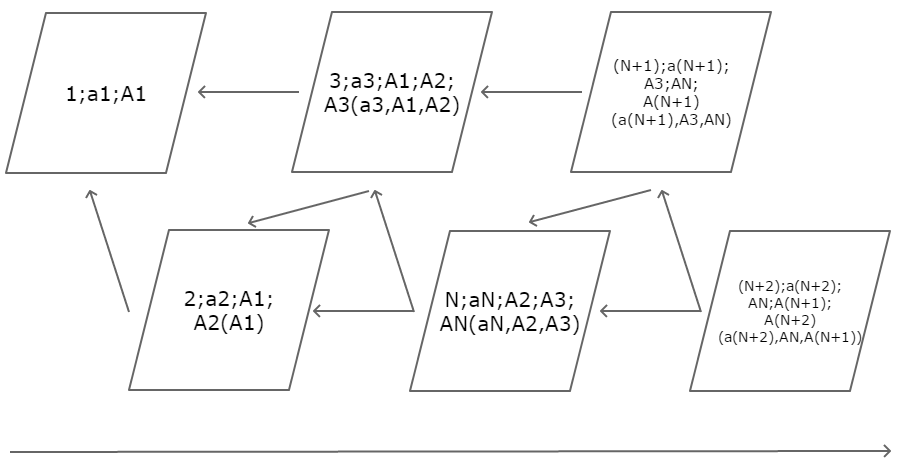 1;a1;A1
3;a3;A1;A2;
A3(a3,A1,A2)
(N+1);a(N+1);
A3;AN;
A(N+1)
(a(N+1),A3,AN)
2;a2;A1;
A2(A1)
N;aN;A2;A3;
AN(aN,A2,A3)
(N+2);a(N+2);
AN;A(N+1);
A(N+2)
(a(N+2),AN,A(N+1))